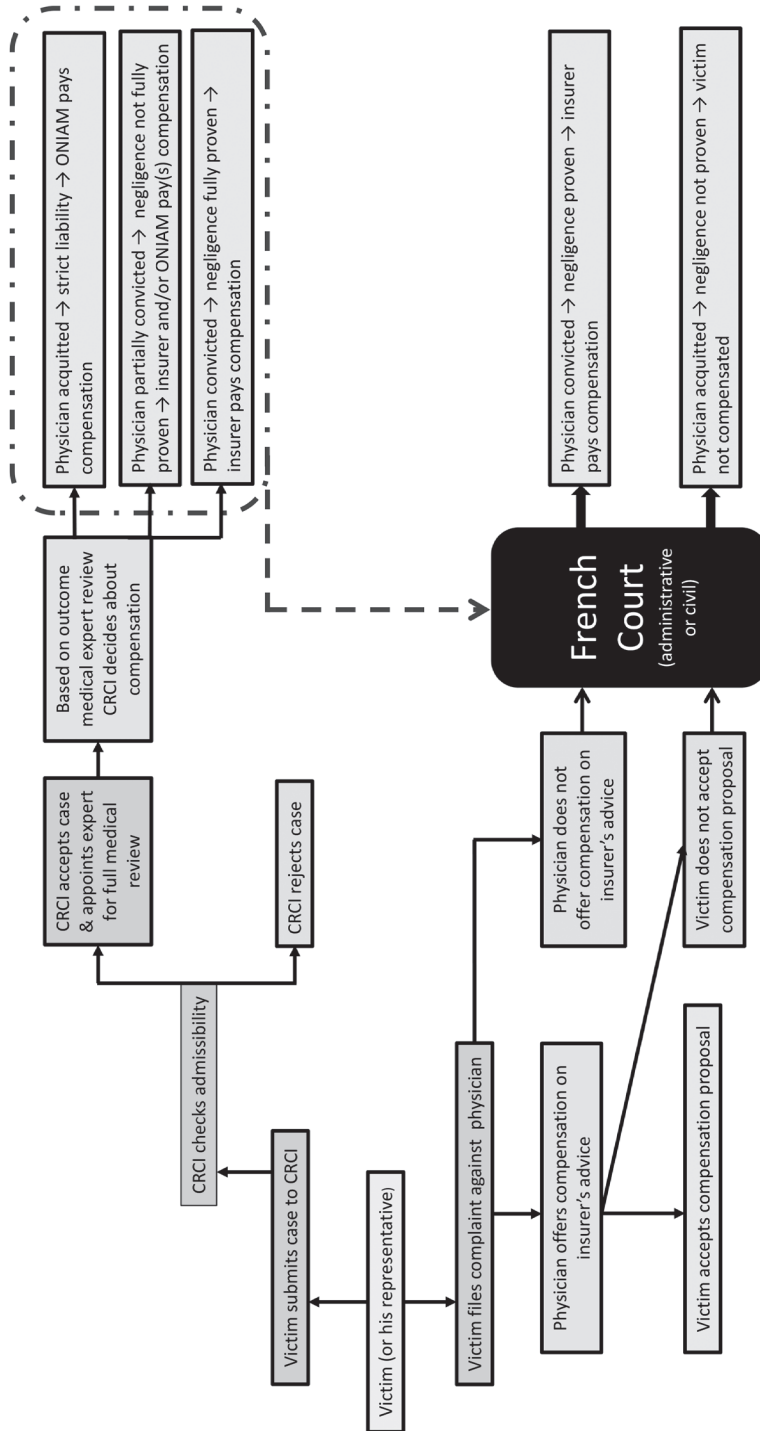 Victim (or his representative)
Victim submits case to CRCI
CRCI checks admissibility
CRCI accepts case
& appoints expert
for full medical
review
CRCI rejects case
Based on outcome
medical expert review
CRCI decides about
compensation
Physician acquitted → strict liability → ONIAM pays
compensation
Physician partially convicted → negligence not fully
proven → insurer and/or ONIAM pay(s) compensation
Physician convicted → negligence fully proven →
insurer pays compensation
Victim files complaint against physician
Physician offers compensation on
insurer’s advice
Physician does not
offer compensation on
insurer’s advice
Victim accepts compensation proposal
Victim does not accept
compensation proposal
French
Court
(administrative
or civil)
Physician convicted → negligence proven → insurer
pays compensation
Physician acquitted → negligence not proven → victim
not compensated